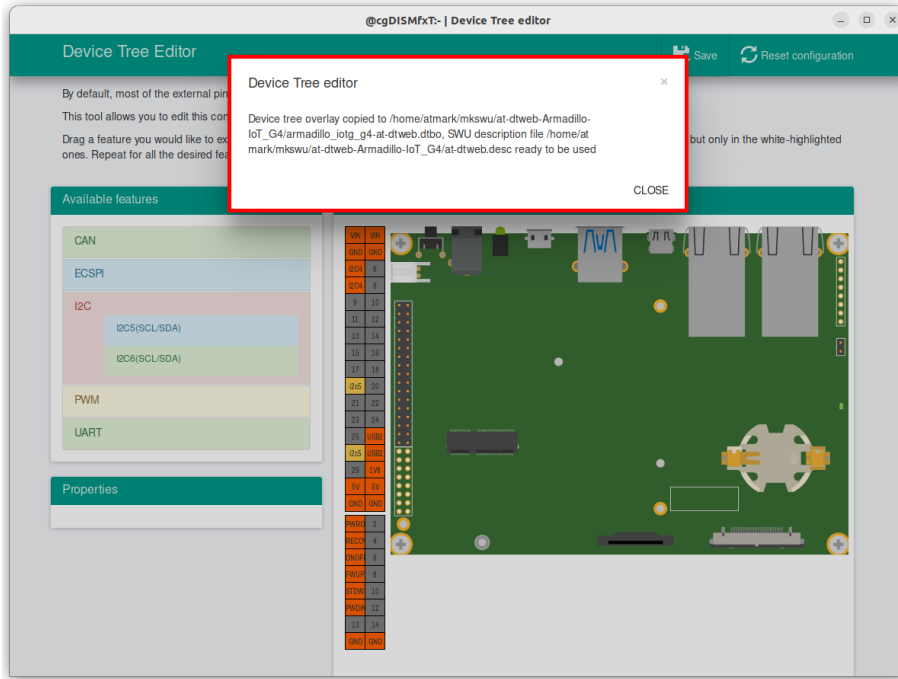 @cgDISMfxT:- | Device Tree editor
Device Tree Editor
Save
Reset configuration
By default, most of the external pin
This tool allows you to edit this con
Drag a feature you would like to ex
but only in the white-highlighted
ones. Repeat for all the desired fea
Device Tree editor
×
Device tree overlay copied to /home/atmark/mkswu/at-dtweb-Armadillo-
IoT_G4/armadillo_iotg_g4-at-dtweb.dtbo, SWU description file /home/at
mark/mkswu/at-dtweb-Armadillo-IoT_G4/at-dtweb.desc ready to be used
CLOSE
Available features
CAN
ECSPI
I2C
I2C5(SCL/SDA)
I2C6(SCL/SDA)
PWM
UART
Properties
VIN VIN
GND GND
I2C4 6
I2C4 8
9 10
11 12
13 14
15 16
17 18
i2c5 20
21 22
23 24
25 USB2
i2c5 USB2
29 1V8
5V 5V
GND GND
PWRO 2
RECO 4
ONOF 6
FWUP 8
STDW 10
PWDIN 12
13 14
GND GND